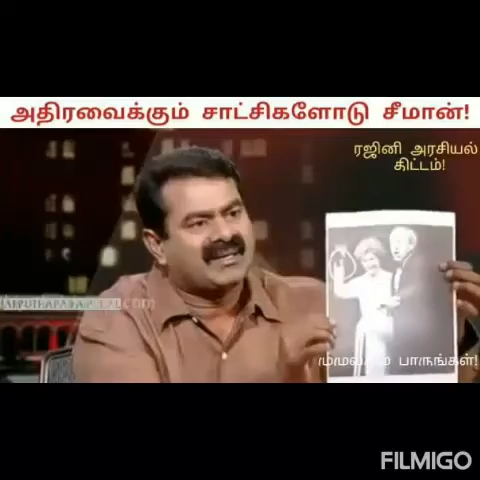 அதிரவைக்கும் சாட்சிகளோடு சீமான்!
ரஜினி அரசியல்
கிட்டம்!
பாருங்கள்!
FILMIGO